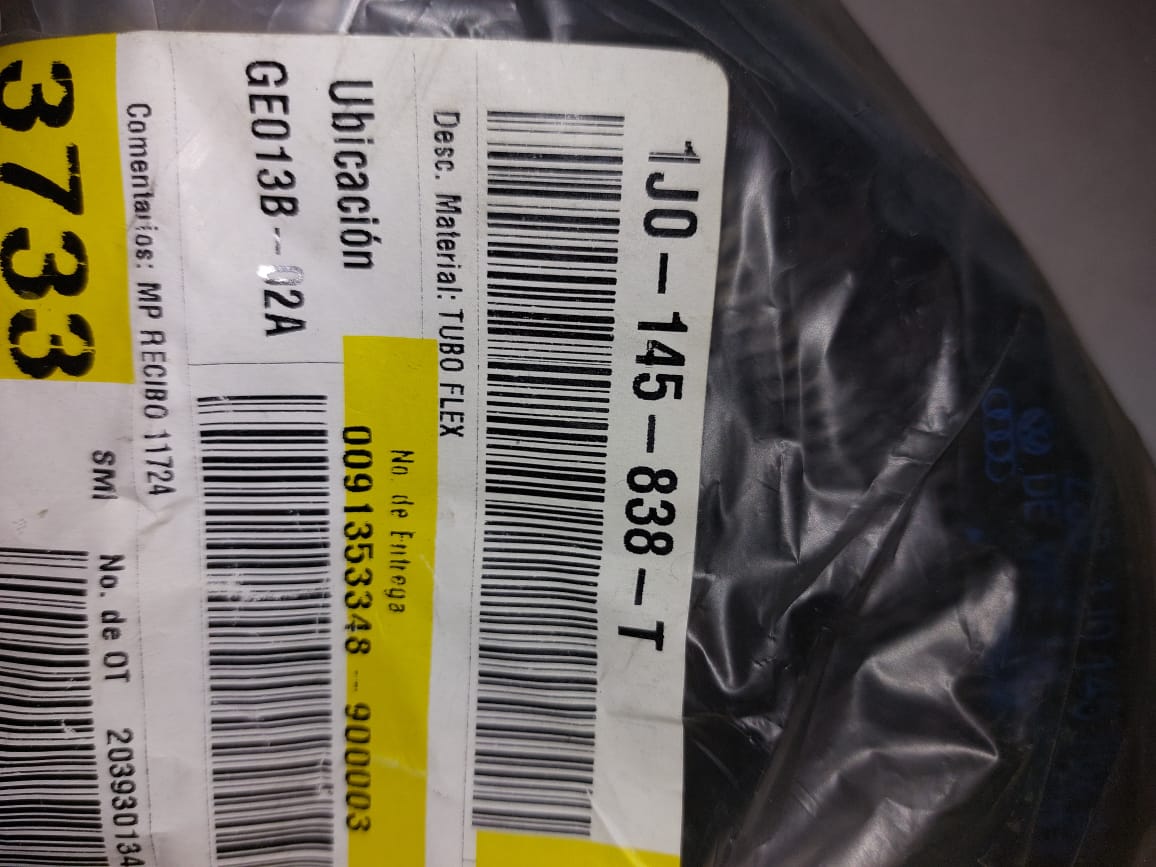 1J0-145-838-T
Desc. Material: TUBO FLEX
Ubicación
GE013B--02A
No. de Entrega
0091353348--900003
Comentarios: MP RECIBO 11724
3733
SMI
No. de OT 203930134